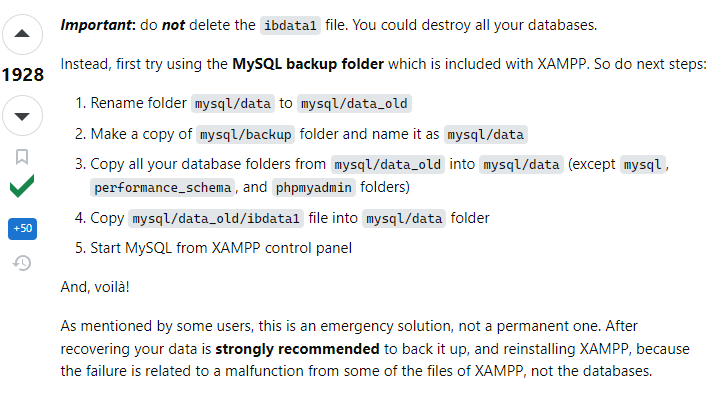 Important: do not delete the ibdata1 file. You could destroy all your databases.
1928
Instead, first try using the MySQL backup folder which is included with XAMPP. So do next steps:
1. Rename folder mysql/data to mysql/data_old
2. Make a copy of mysql/backup folder and name it as mysql/data
3. Copy all your database folders from mysql/data_old into mysql/data (except mysql,
performance_schema, and phpmyadmin folders)
4. Copy mysql/data_old/ibdata1 file into mysql/data folder
+50
5. Start MySQL from XAMPP control panel
And, voilà!
As mentioned by some users, this is an emergency solution, not a permanent one. After
recovering your data is strongly recommended to back it up, and reinstalling XAMPP, because
the failure is related to a malfunction from some of the files of XAMPP, not the databases.